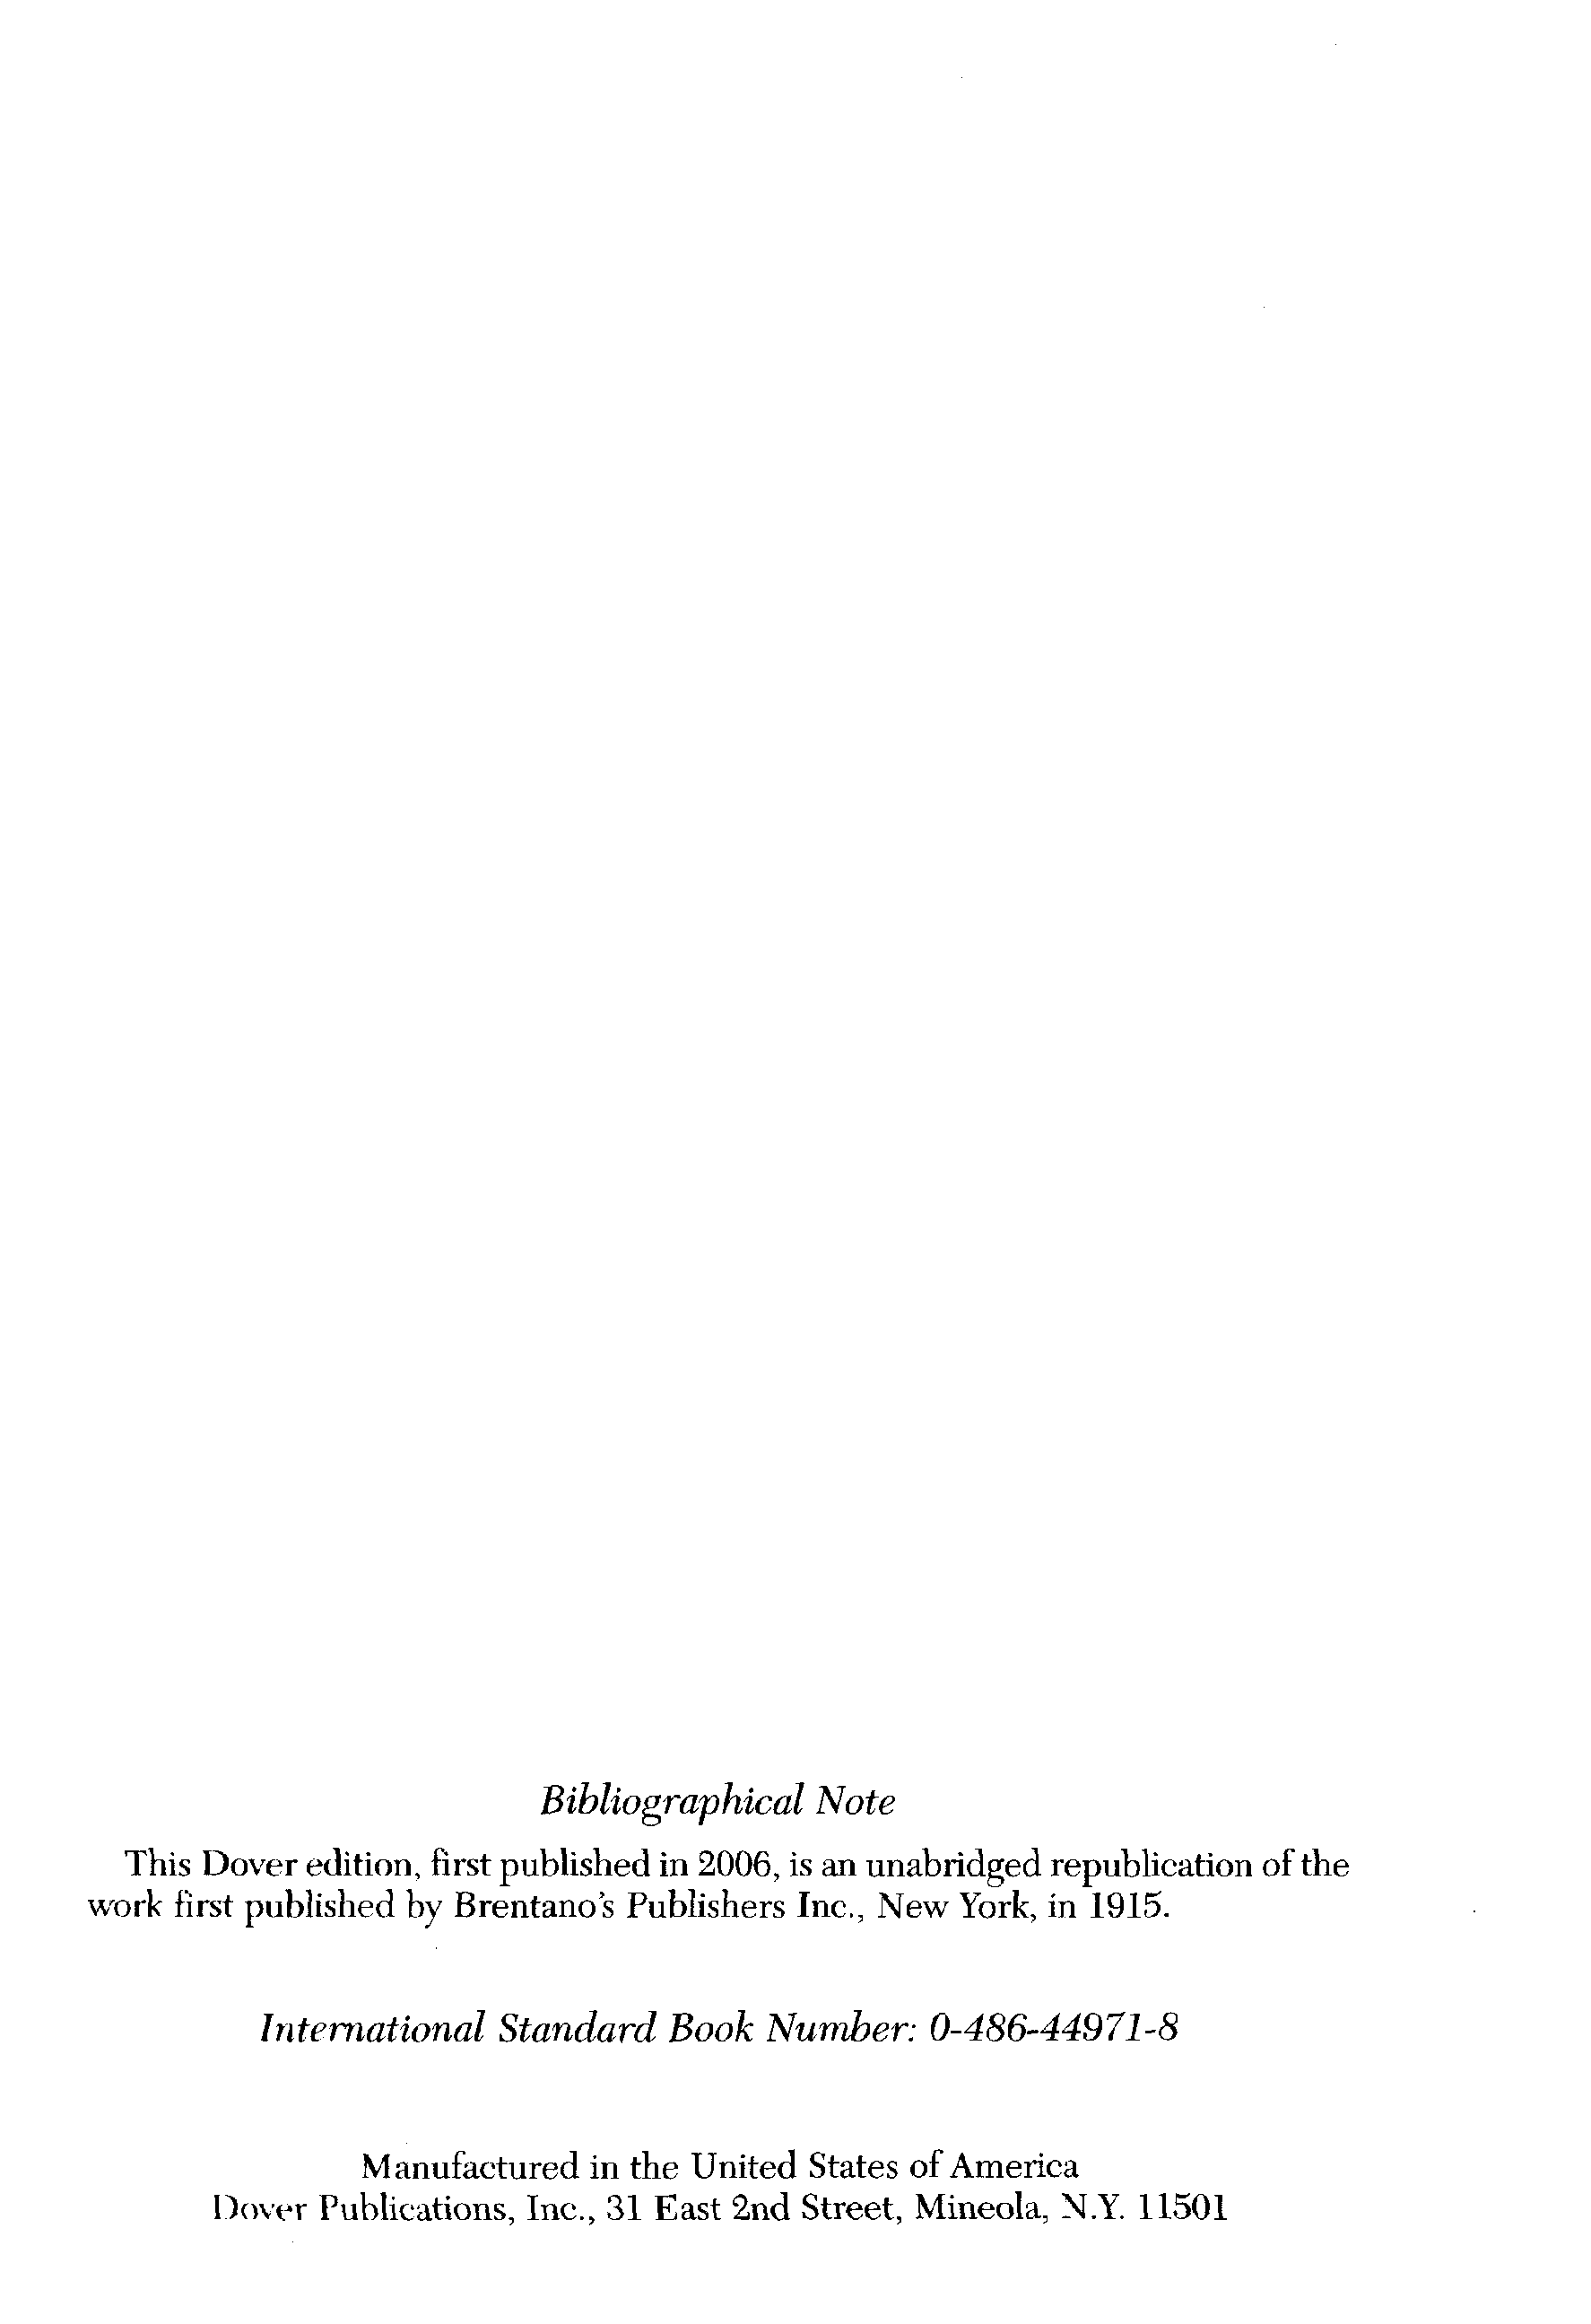 Bibliographical Note
This Dover edition, first published in 2006, is an unabridged republication of the
work first published by Brentano's Publishers Inc., New York, in 1915.
International Standard Book Number: 0-486-44971-8
Manufactured in the United States of America
Dover Publications, Inc., 31 East 2nd Street, Mineola, N.Y. 11501